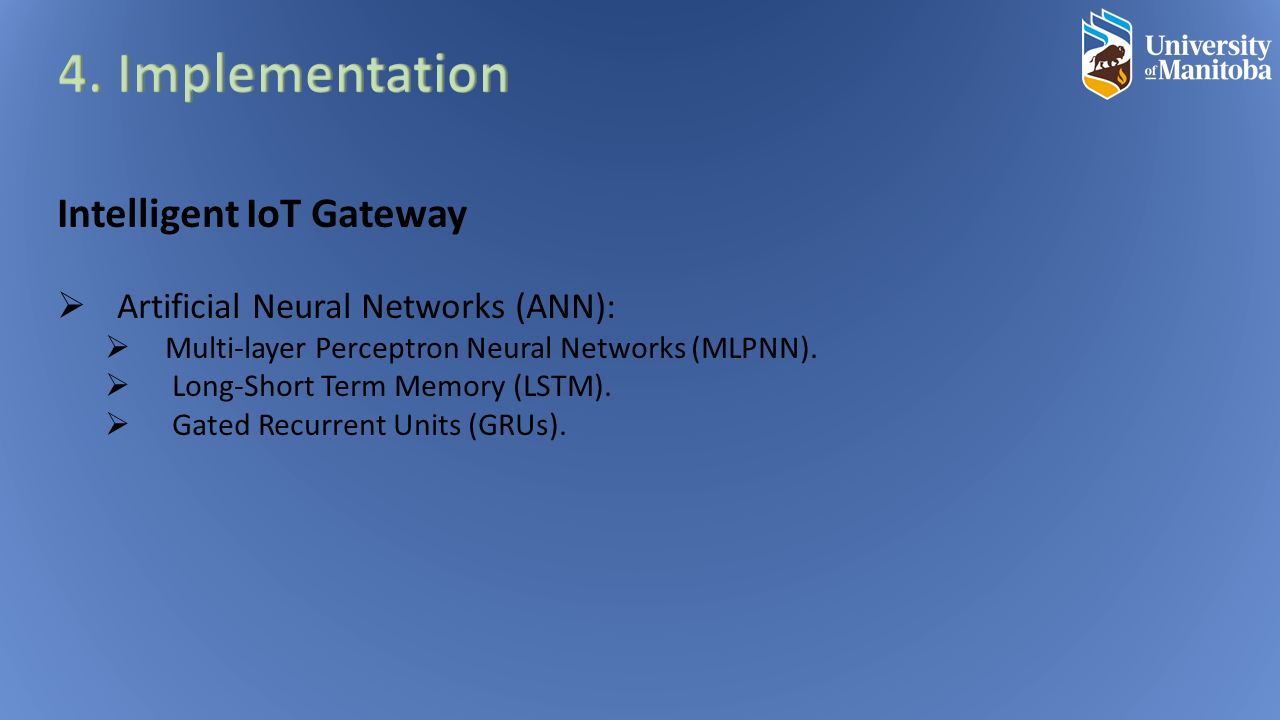 4. Implementation
University
of Manitoba
Intelligent IoT Gateway
➢ Artificial Neural Networks (ANN):
➢ Multi-layer Perceptron Neural Networks (MLPNN).
➢ Long-Short Term Memory (LSTM).
➢ Gated Recurrent Units (GRUs).